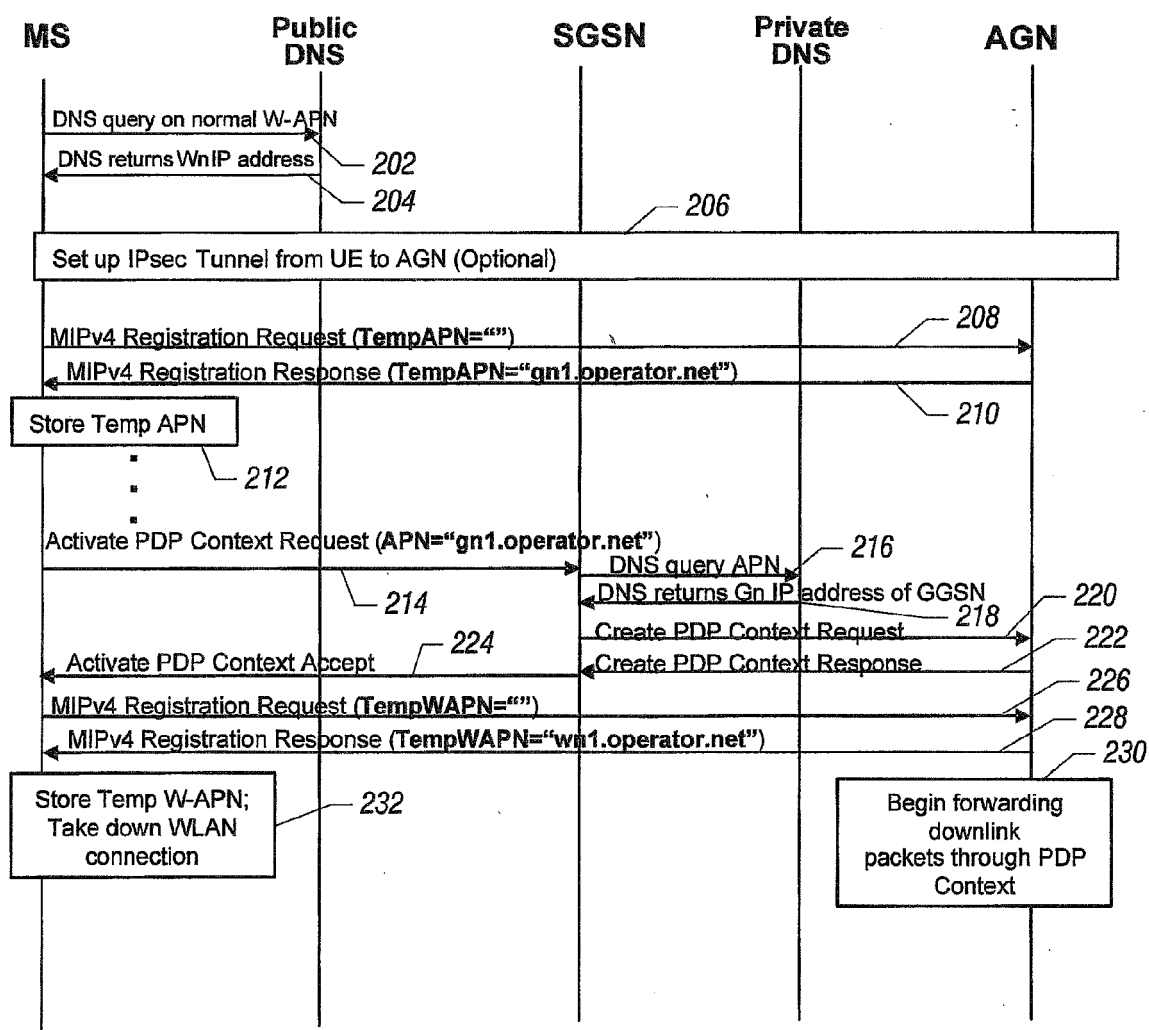 MS
Public
DNS
SGSN
Private
DNS
AGN
DNS query on normal W-APN
202
DNS returns Wn IP address
204
206
Set up IPsec Tunnel from UE to AGN (Optional)
MIPv4 Registration Request (TempAPN="")
208
MIPv4 Registration Response (TempAPN="gn1.operator.net")
210
Store Temp APN
212
Activate PDP Context Request (APN="gn1.operator.net")
214
DNS query APN
216
DNS returns Gn IP address of GGSN
218
Create PDP Context Request
220
Create PDP Context Response
222
Activate PDP Context Accept
224
MIPv4 Registration Request (TempWAPN="")
226
MIPv4 Registration Response (TempWAPN="wn1.operator.net")
228
230
Store Temp W-APN;
Take down WLAN
connection
232
Begin forwarding
downlink
packets through PDP
Context